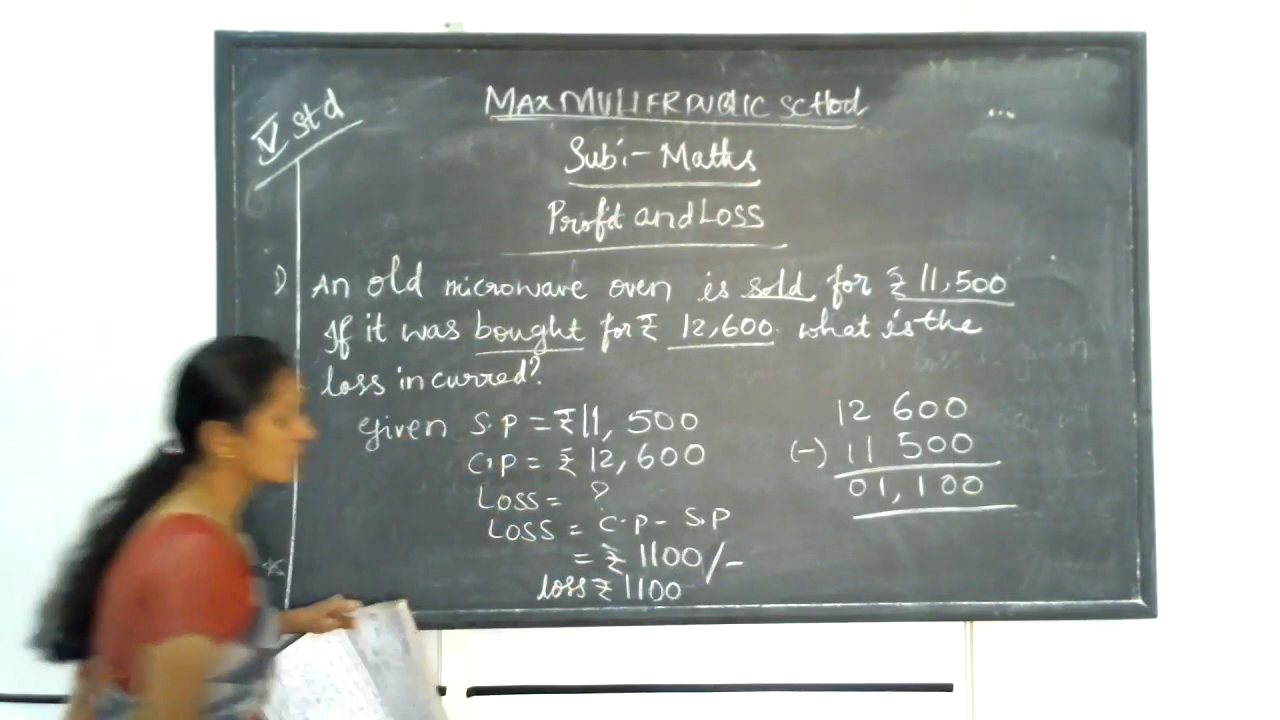 V Std
MAX MULLER PUBLIC SCHool
Sub:- Maths
Profit and Loss
1) An old microwave oven is sold for ₹ 11,500
If it was bought for ₹ 12,600. what is the
loss incurred?
given S.P = ₹ 11, 500
C.P = ₹ 12,600
Loss = ?
Loss = C.P - S.P
= ₹ 1100/-
loss ₹ 1100
12 600
(-) 11 500
01,100